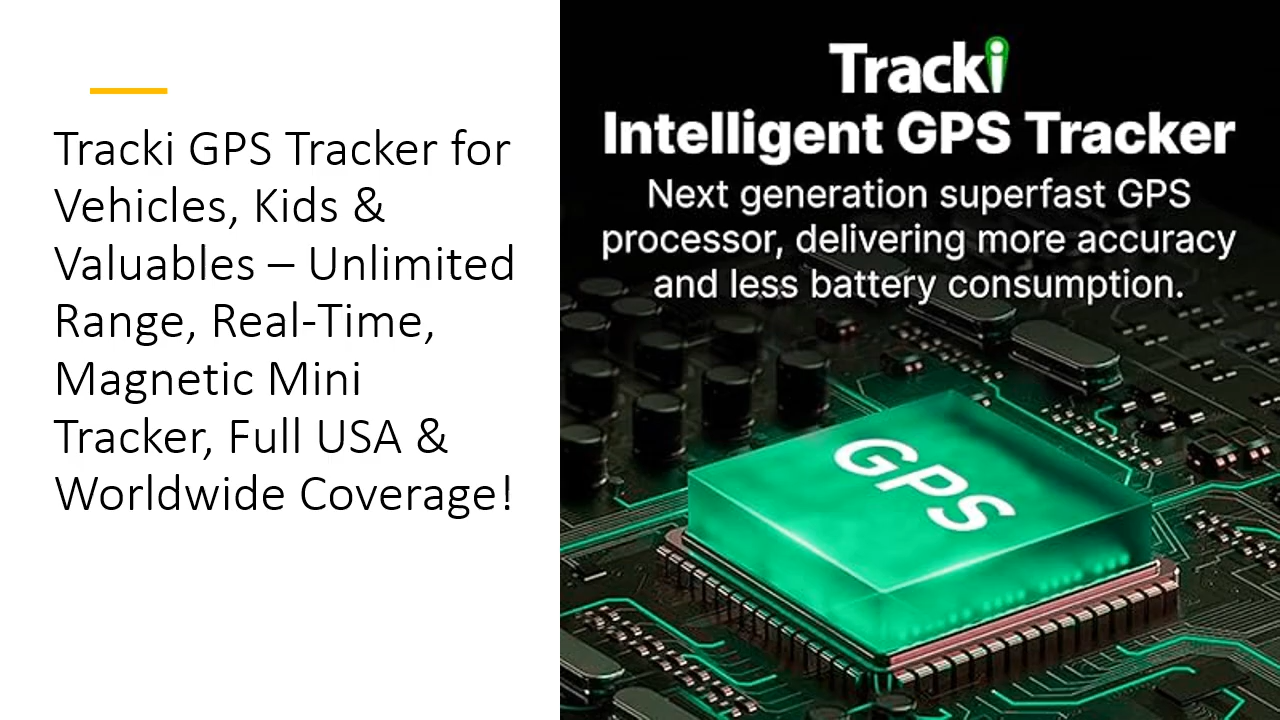 Tracki GPS Tracker for
Vehicles, Kids &
Valuables – Unlimited
Range, Real-Time,
Magnetic Mini
Tracker, Full USA &
Worldwide Coverage!
Tracki
Intelligent GPS Tracker
Next generation superfast GPS
processor, delivering more accuracy
and less battery consumption.
GPS